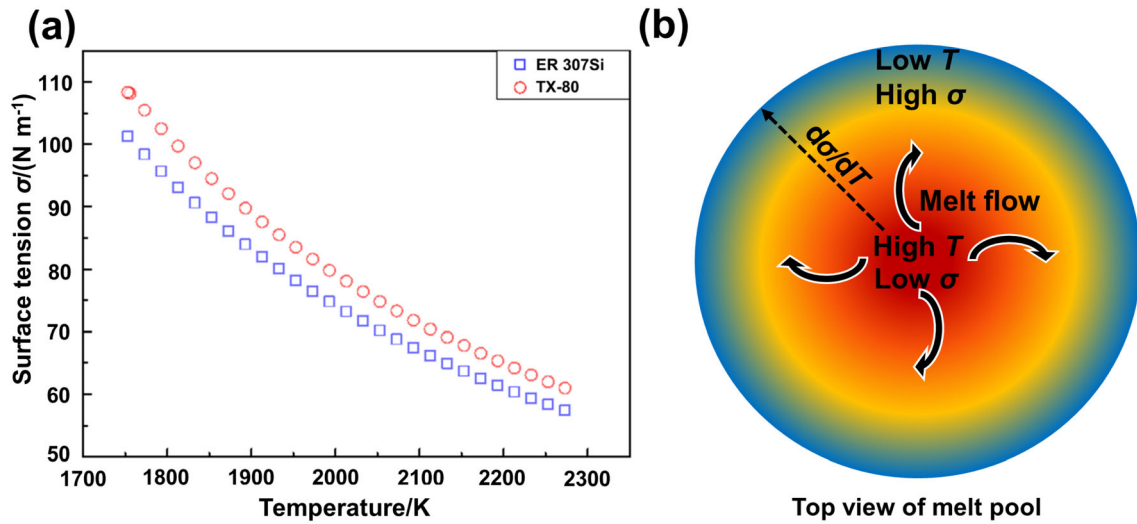 (a)
Surface tension σ/(N m⁻¹)
110
100
90
80
70
60
50
1700
1800
1900
2000
2100
2200
2300
Temperature/K
ER 307Si
TX-80
(b)
Low T
High σ
dσ/dT
Melt flow
High T
Low σ
Top view of melt pool